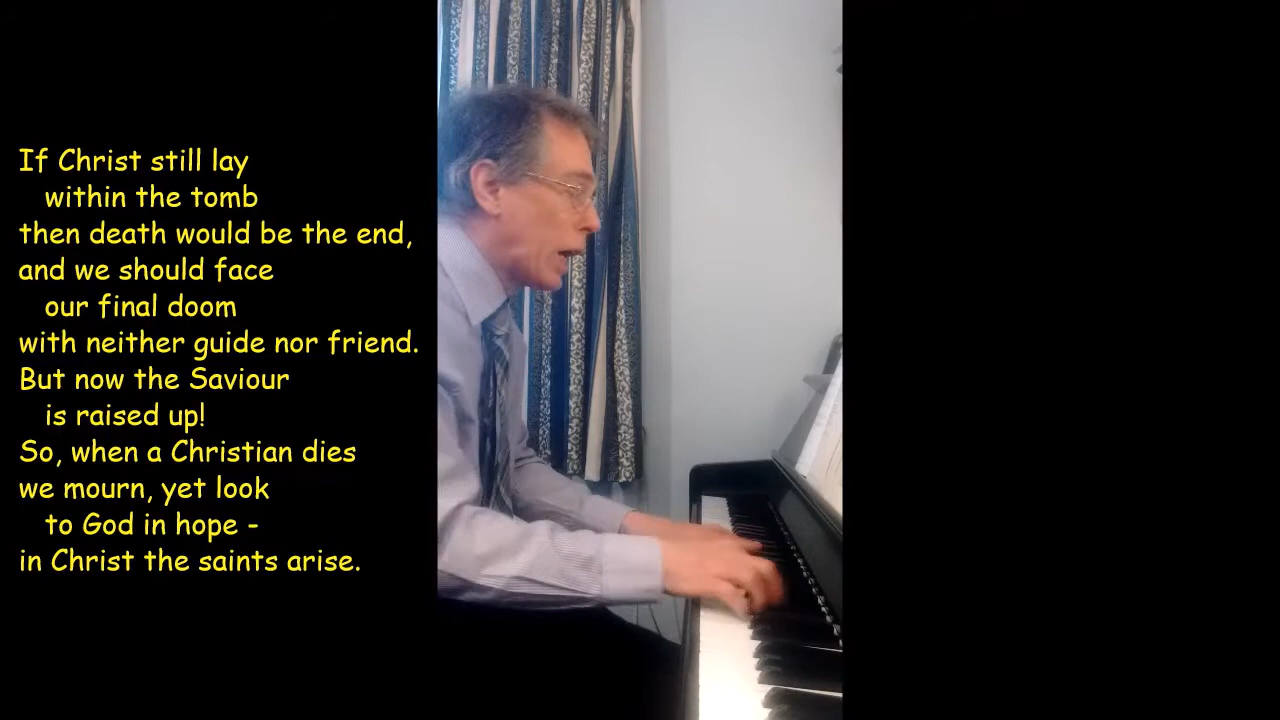 If Christ still lay
within the tomb
then death would be the end,
and we should face
our final doom
with neither guide nor friend.
But now the Saviour
is raised up!
So, when a Christian dies
we mourn, yet look
to God in hope -
in Christ the saints arise.